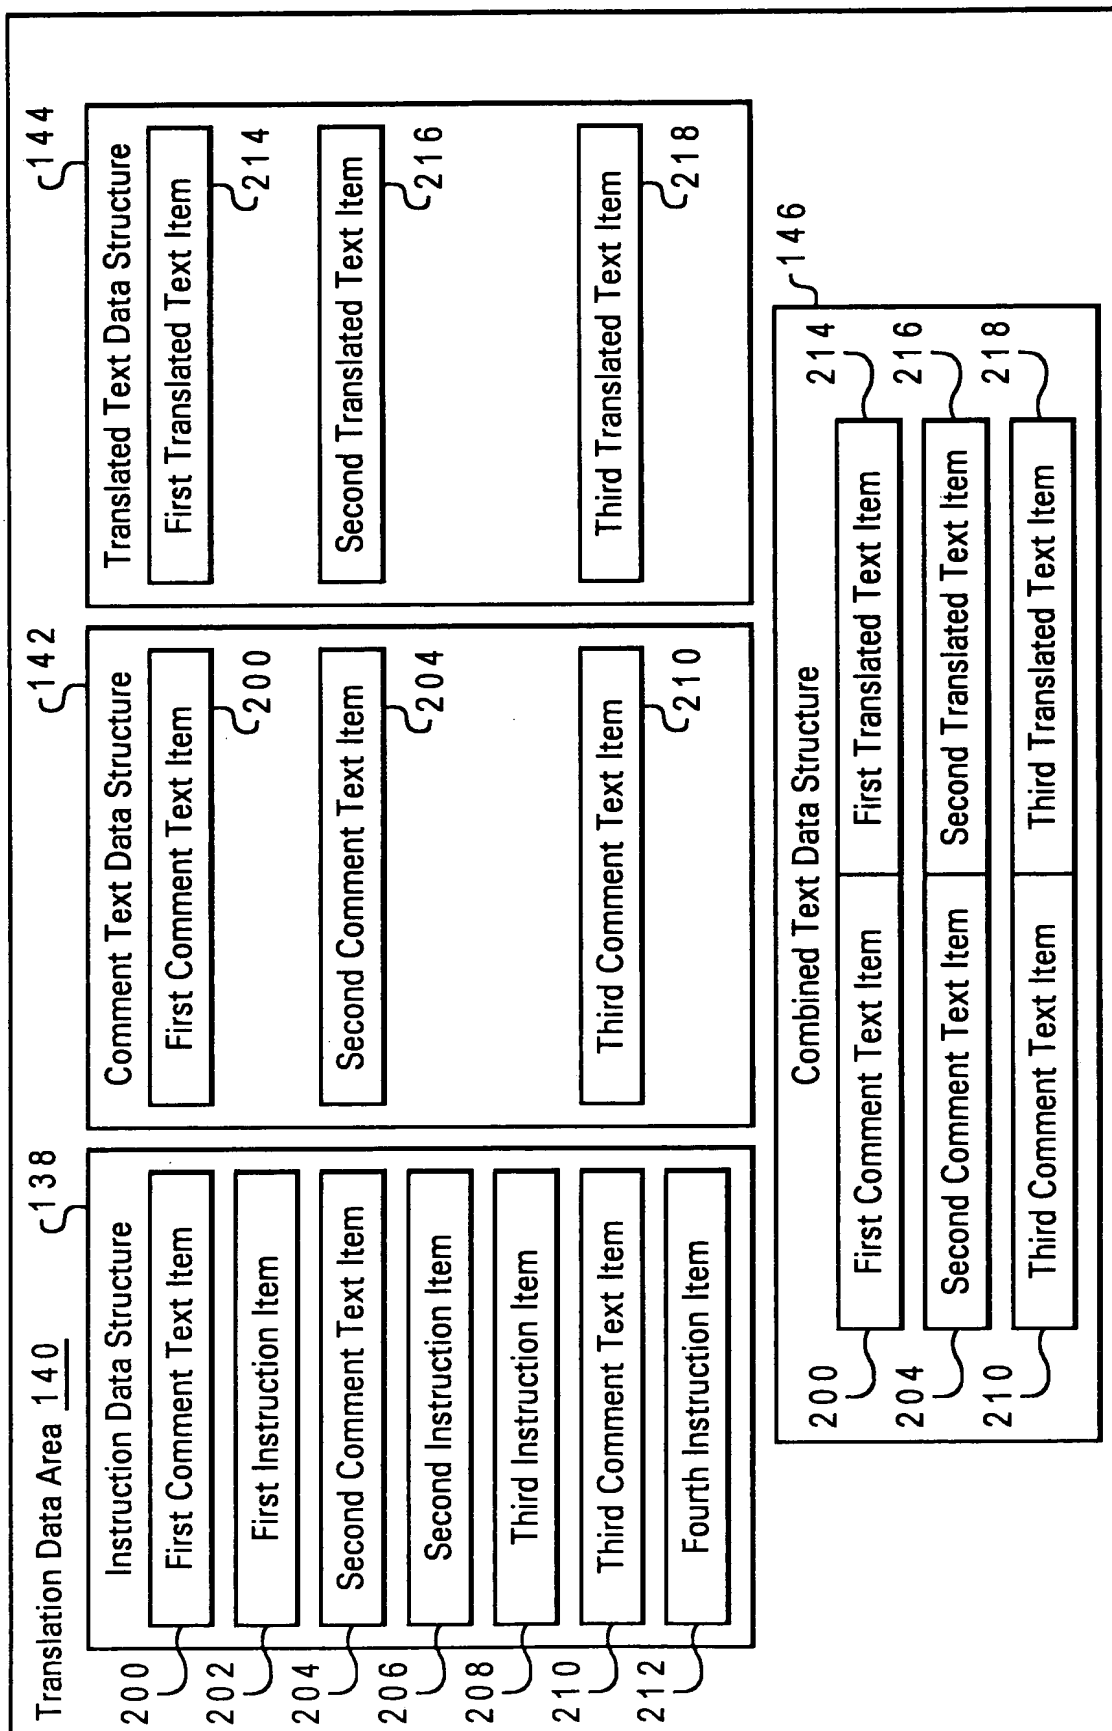 Translation Data Area 140
138
Instruction Data Structure
200
First Comment Text Item
202
First Instruction Item
204
Second Comment Text Item
206
Second Instruction Item
208
Third Instruction Item
210
Third Comment Text Item
212
Fourth Instruction Item
142
Comment Text Data Structure
First Comment Text Item
200
Second Comment Text Item
204
Third Comment Text Item
210
144
Translated Text Data Structure
First Translated Text Item
214
Second Translated Text Item
216
Third Translated Text Item
218
146
Combined Text Data Structure
200
First Comment Text Item
First Translated Text Item
214
204
Second Comment Text Item
Second Translated Text Item
216
210
Third Comment Text Item
Third Translated Text Item
218